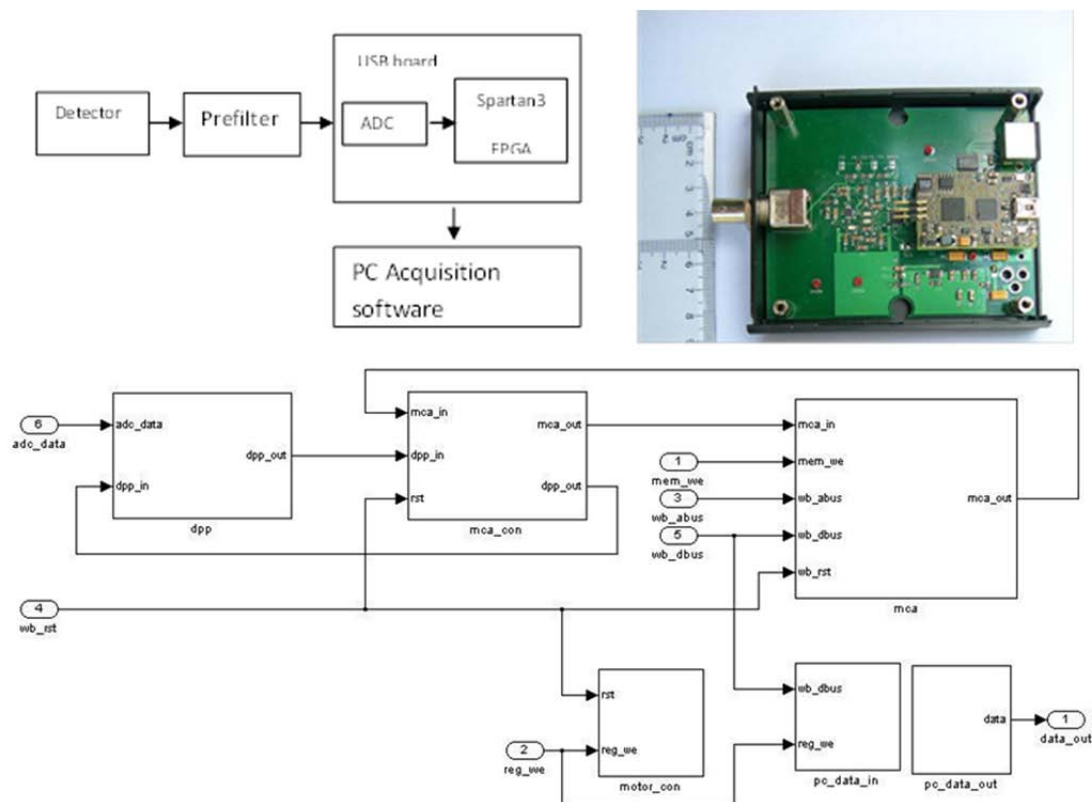 Detector
Prefilter
USB board
ADC
Spartan3
FPGA
PC Acquisition
software
cm
adc_data
dpp_in
dpp_out
dpp
6
adc_data
mca_in
dpp_in
rst
mca_out
dpp_out
mca_con
1
mem_we
3
wb_abus
5
wb_dbus
mca_in
mem_we
wb_abus
wb_dbus
wb_rst
mca_out
mca
4
wb_rst
rst
reg_we
motor_con
2
reg_we
wb_dbus
reg_we
pc_data_in
data
pc_data_out
1
data_out